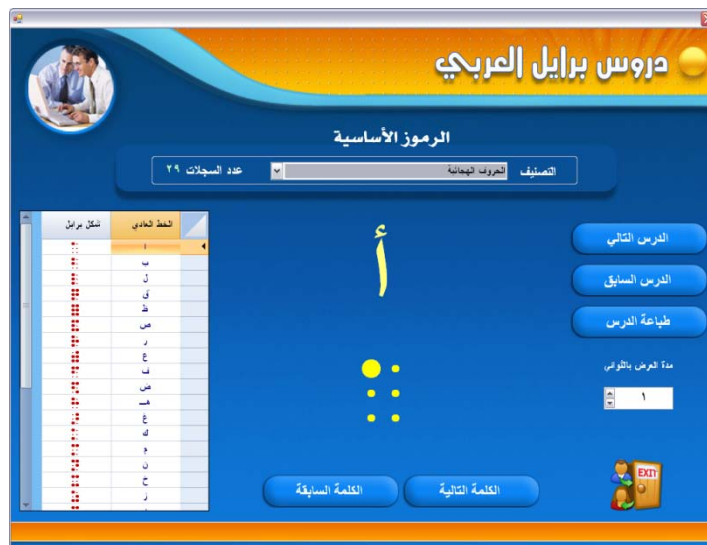 دروس برايل العربي
الرموز الأساسية
التصنيف
الحروف الهجائية
عدد السجلات ٢٩
الخط العادي
شكل برايل
ا
ب
ل
ق
ظ
ص
ر
ع
ف
ض
هـ
غ
ك
م
ن
خ
ز
أ
الدرس التالي
الدرس السابق
طباعة الدرس
مدة العرض بالثواني
١
الكلمة التالية
الكلمة السابقة
EXIT